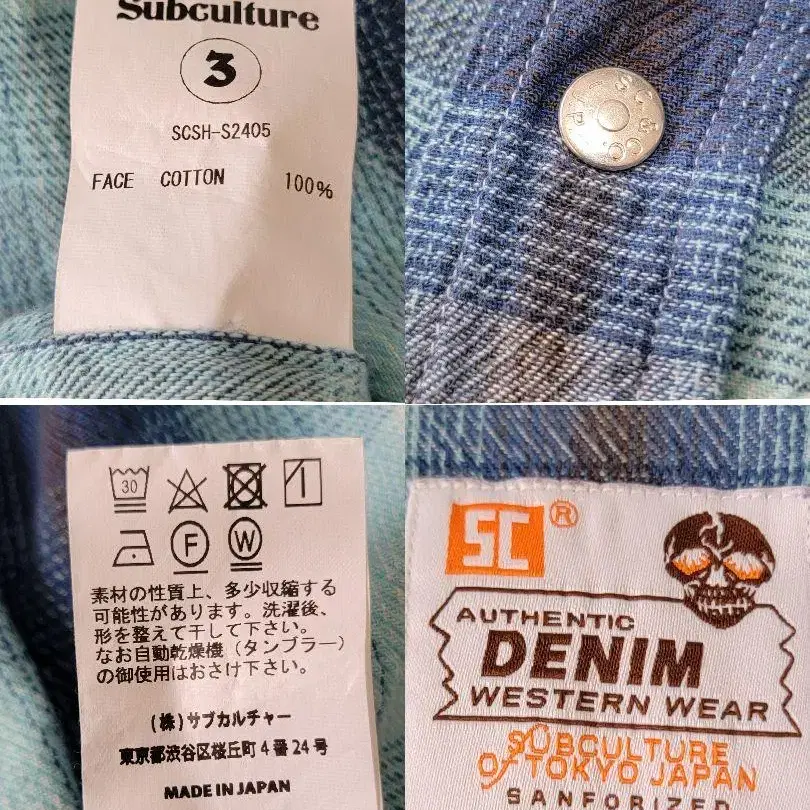 Subculture
3
SCSH-S2405
FACE COTTON 100%
SC & CO
30
F
W
素材の性質上、多少収縮する
可能性があります。洗濯後、
形を整えて干して下さい。
なお自動乾燥機（タンブラー）
の御使用はおさけ下さい。
(株)サブカルチャー
東京都渋谷区桜丘町4番24号
MADE IN JAPAN
SC®
AUTHENTIC
DENIM
WESTERN WEAR
SUBCULTURE
OF TOKYO JAPAN
SANFORIZED